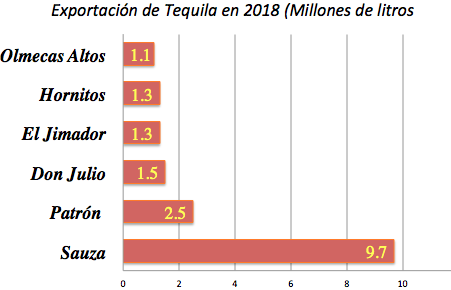 Exportación de Tequila en 2018 (Millones de litros
Olmecas Altos 1.1
Hornitos 1.3
El Jimador 1.3
Don Julio 1.5
Patrón 2.5
Sauza 9.7
0 2 4 6 8 10